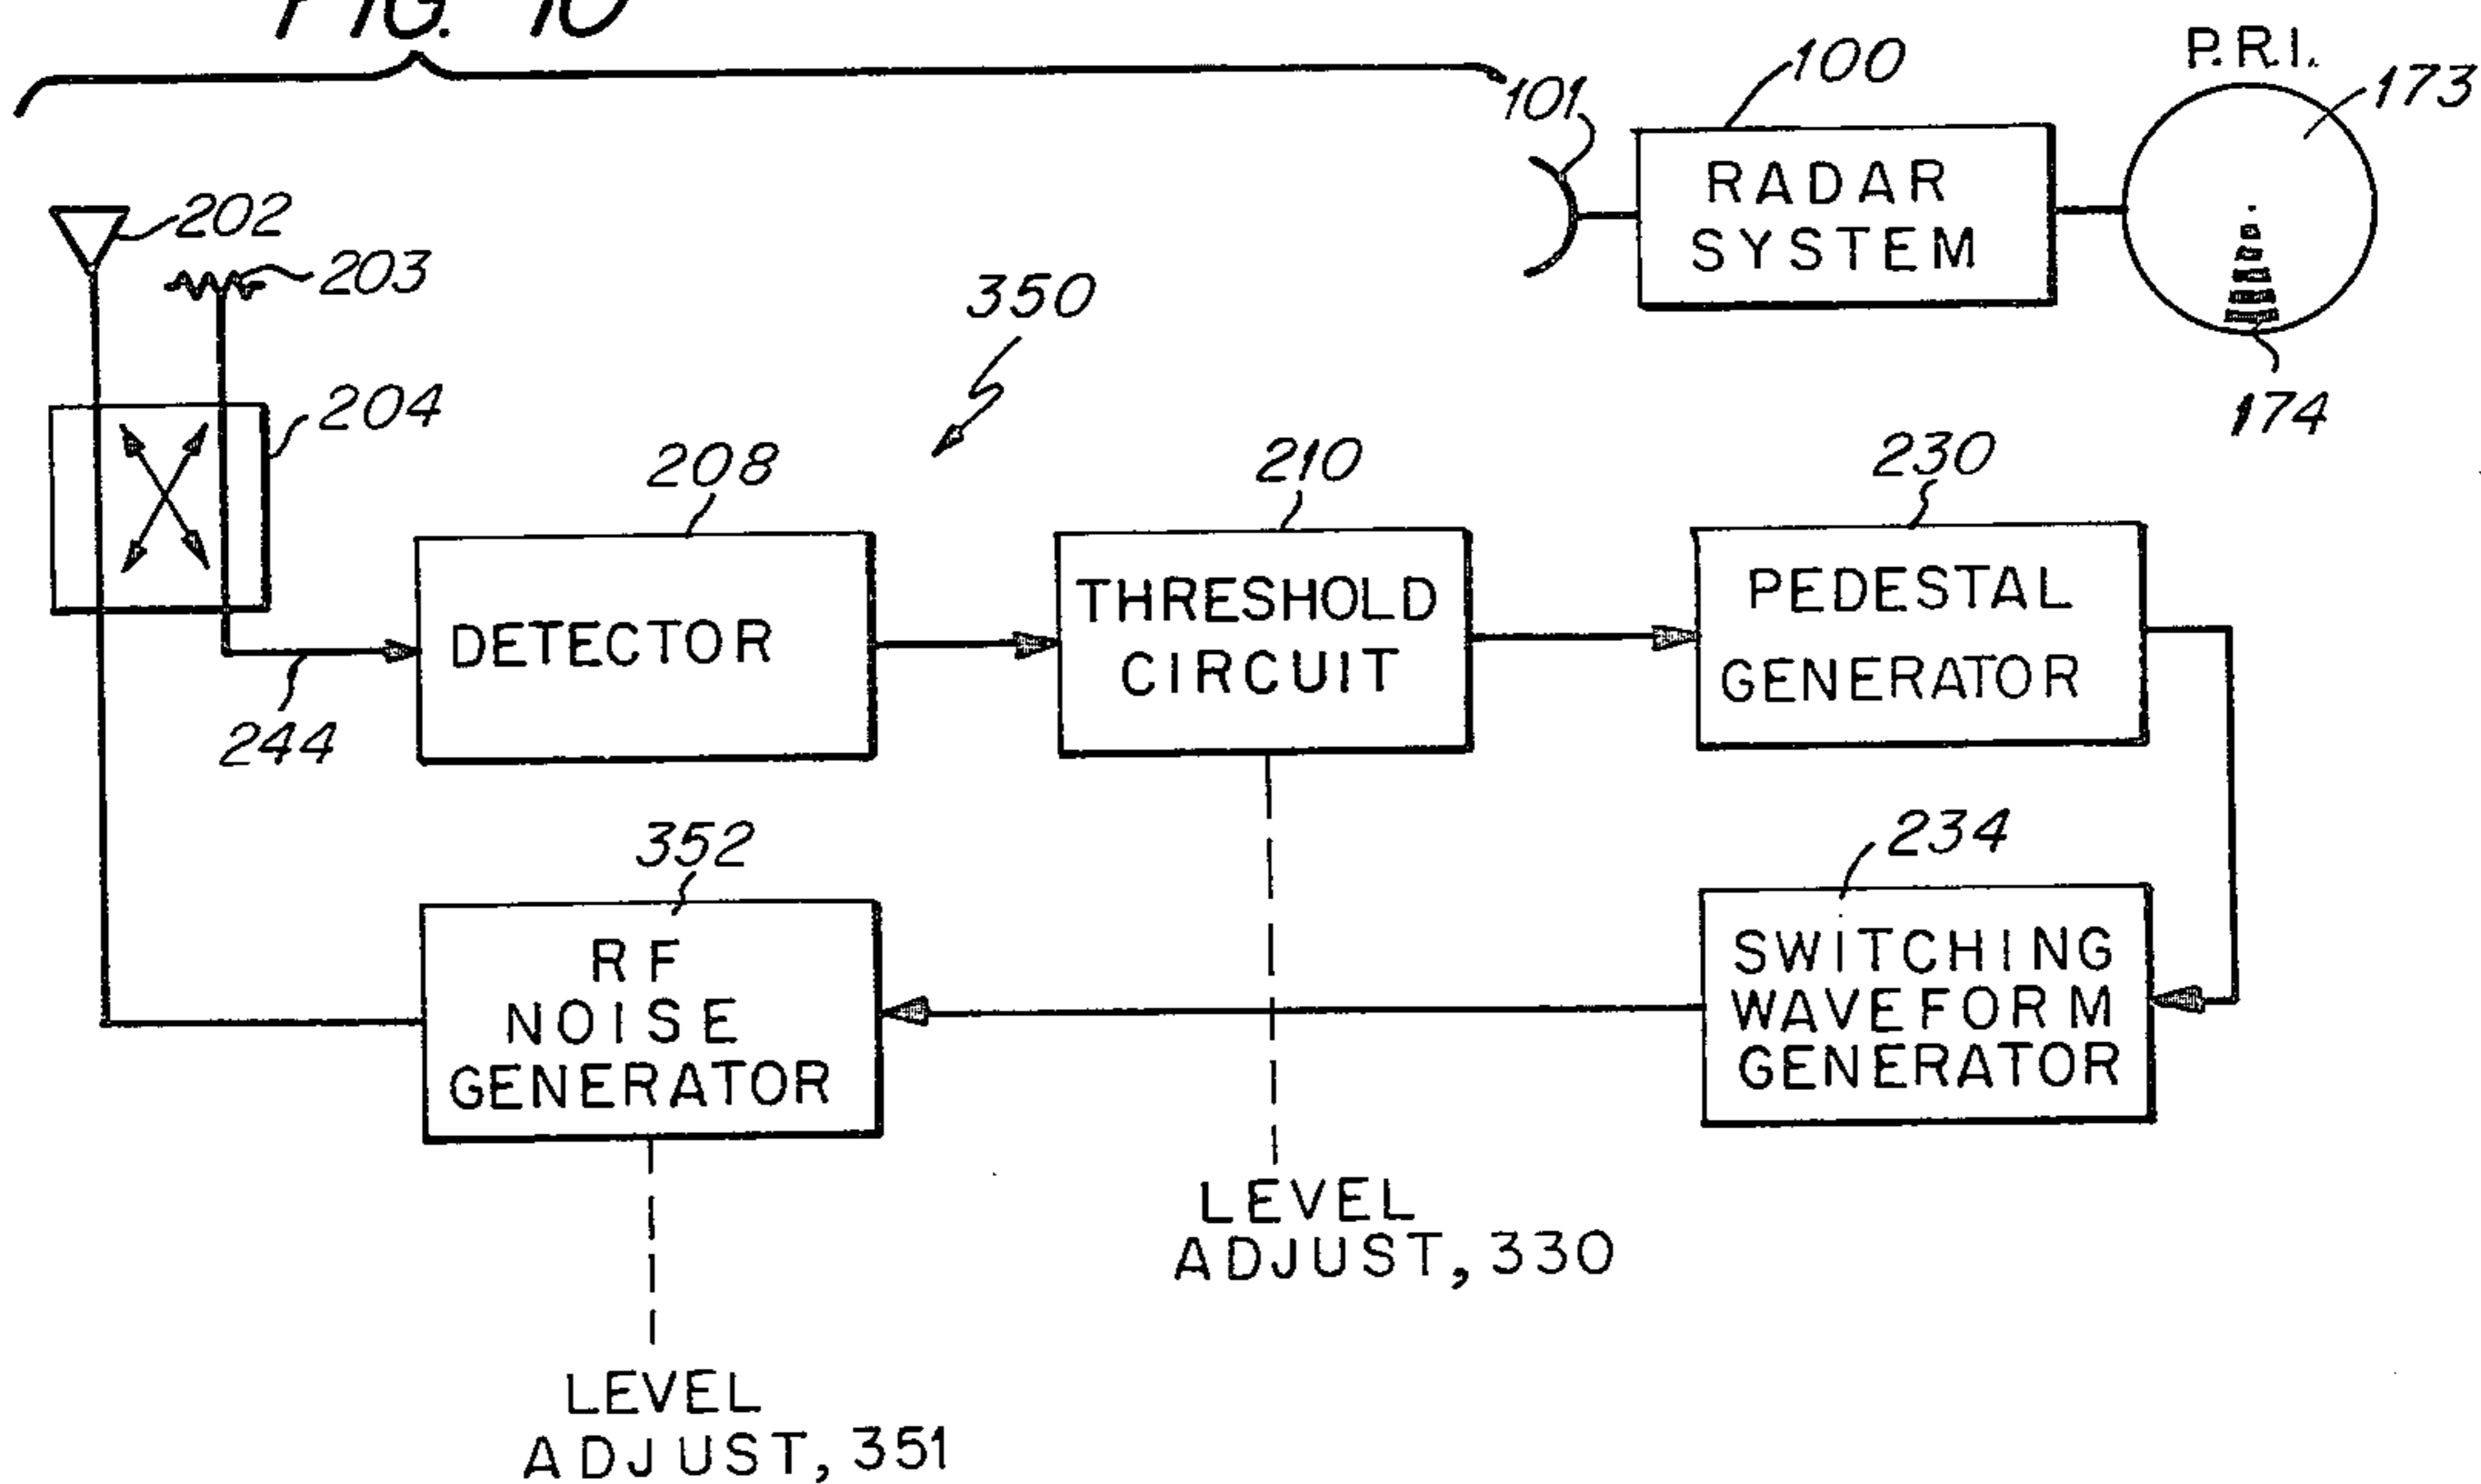 FIG. 10
P.R.I.
100
101
173
RADAR
SYSTEM
202
203
350
174
204
208
210
230
DETECTOR
THRESHOLD
CIRCUIT
PEDESTAL
GENERATOR
244
352
234
RF
NOISE
GENERATOR
SWITCHING
WAVEFORM
GENERATOR
LEVEL
ADJUST, 330
LEVEL
ADJUST, 351